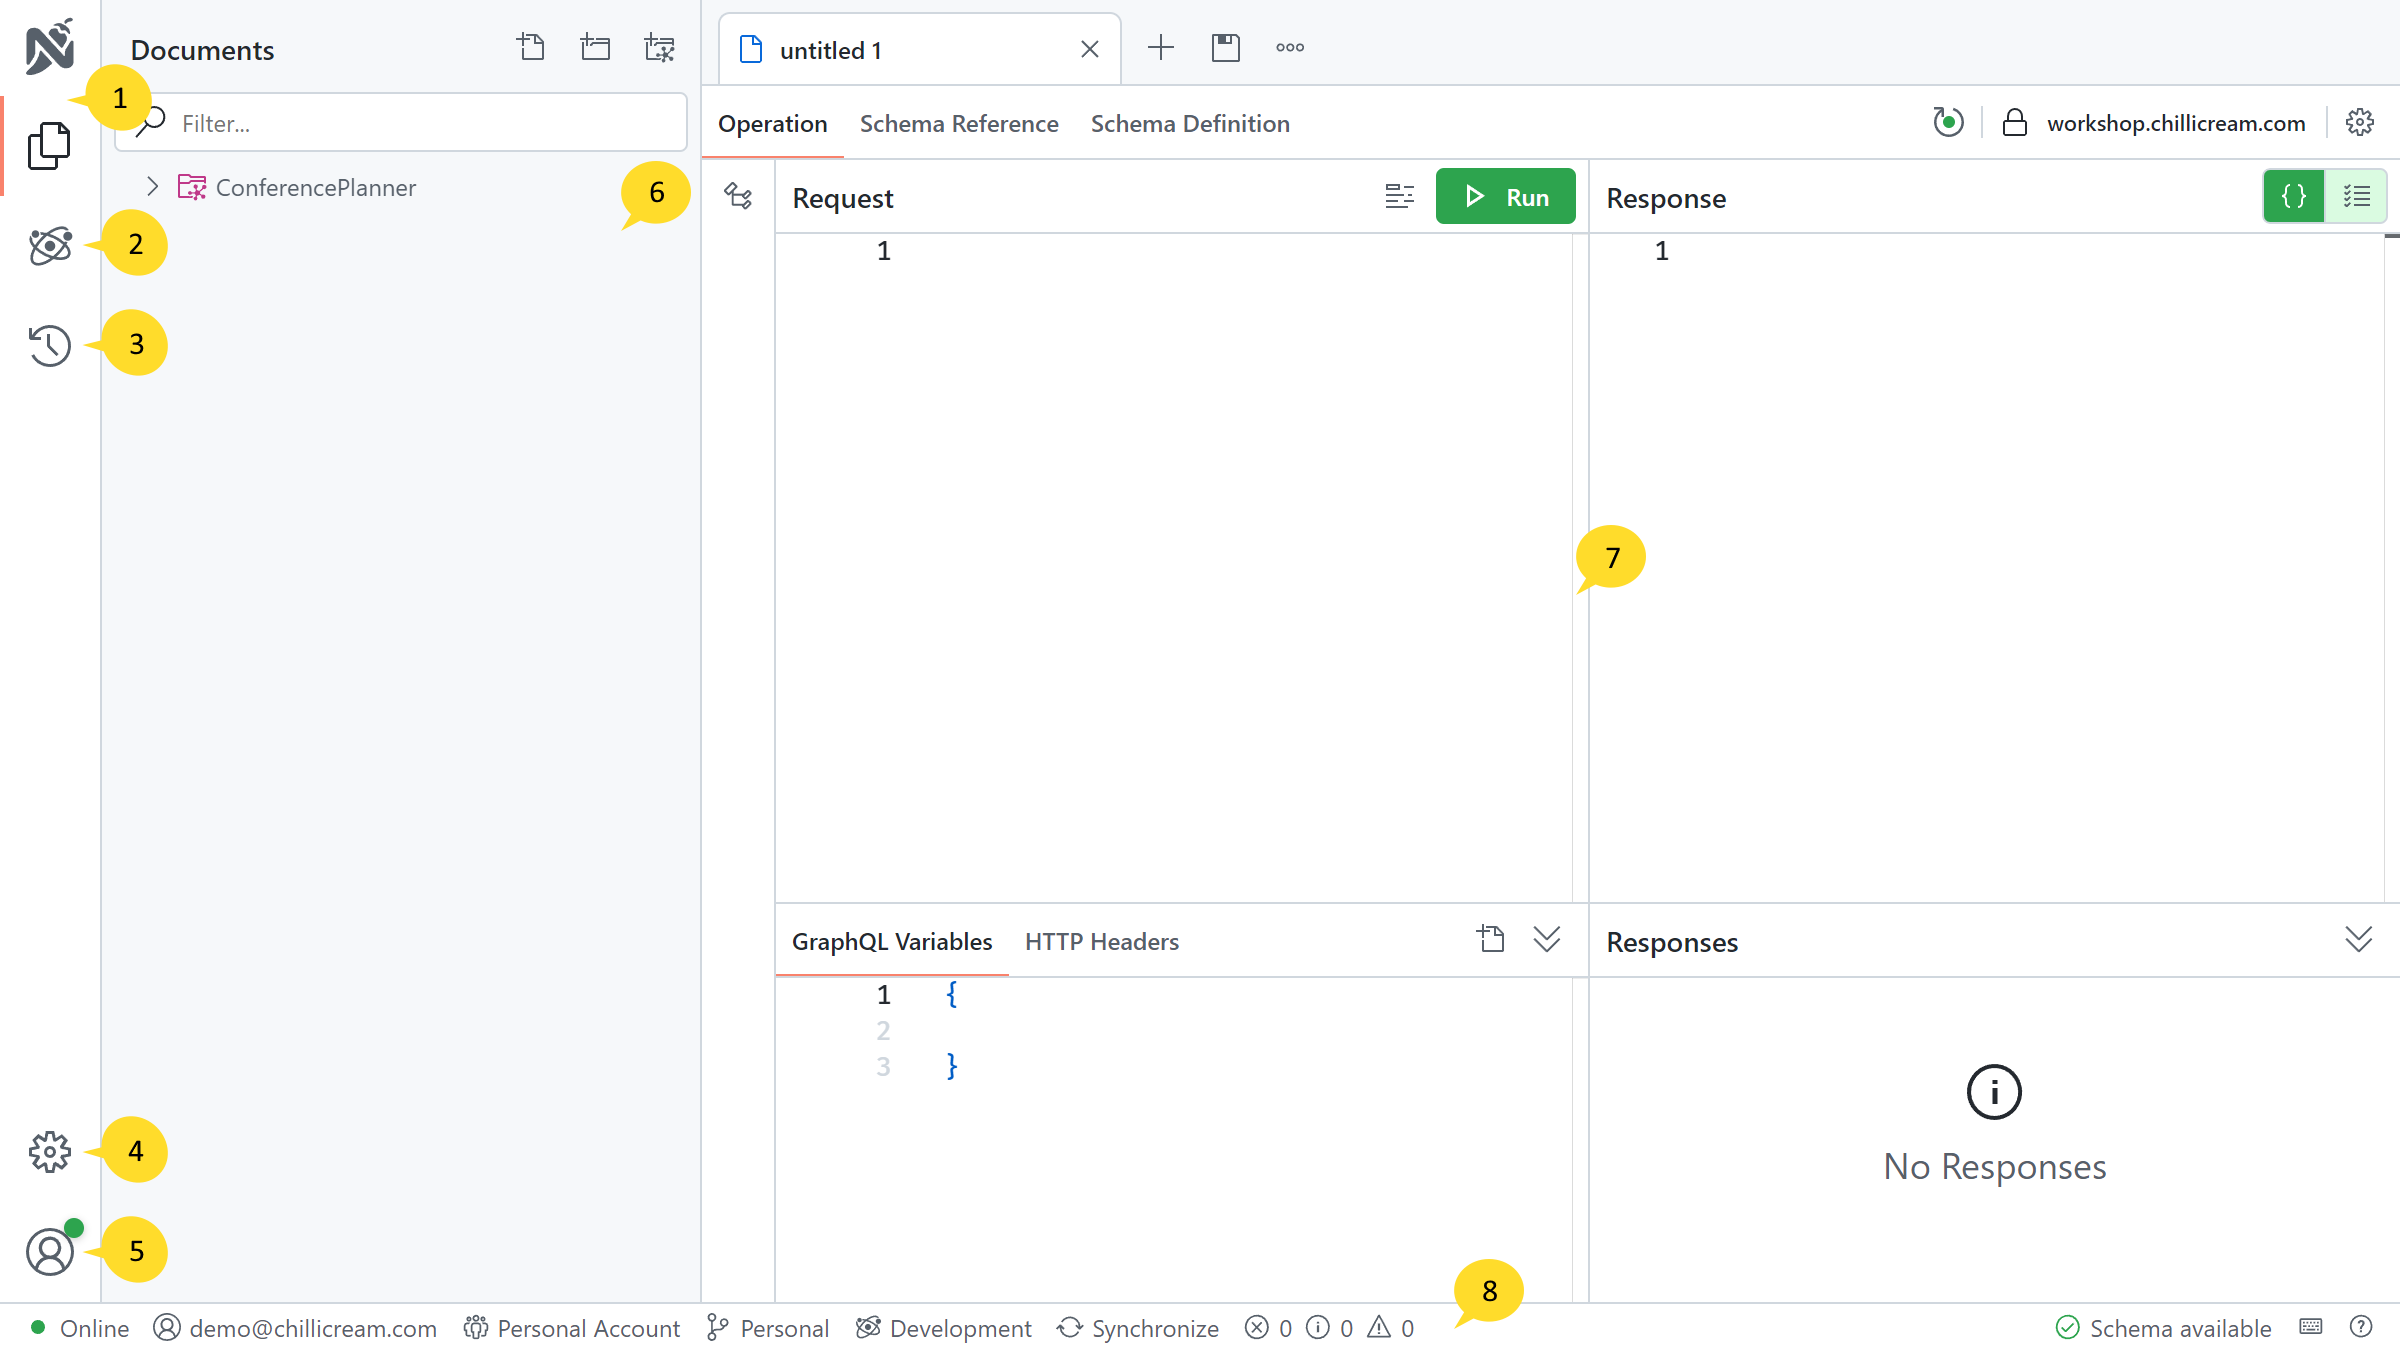 Documents
untitled 1
1
Filter...
Operation
Schema Reference
Schema Definition
workshop.chillicream.com
ConferencePlanner
6
Request
Run
Response
{ }
2
1
1
3
7
GraphQL Variables
HTTP Headers
Responses
1 {
2
3 }
No Responses
4
5
8
Online
demo@chillicream.com
Personal Account
Personal
Development
Synchronize
0
0
0
Schema available